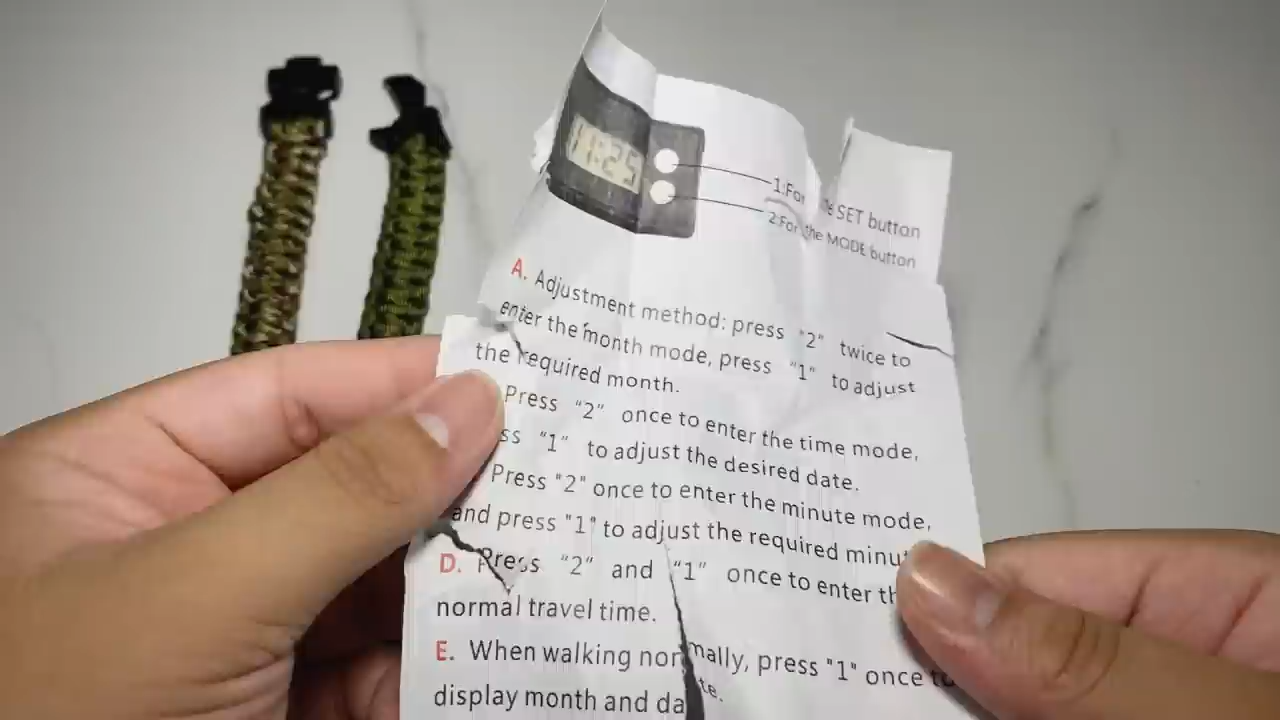 11:25
1:For SET button
2:For the MODE button
A. Adjustment method: press "2" twice to
enter the month mode, press "1" to adjust
the required month.
Press "2" once to enter the time mode,
"1" to adjust the desired date.
Press "2" once to enter the minute mode,
and press "1" to adjust the required
D. Press "2" and "1" once to enter
normal travel time.
E. When walking normally, press "1" once to
display month and date.